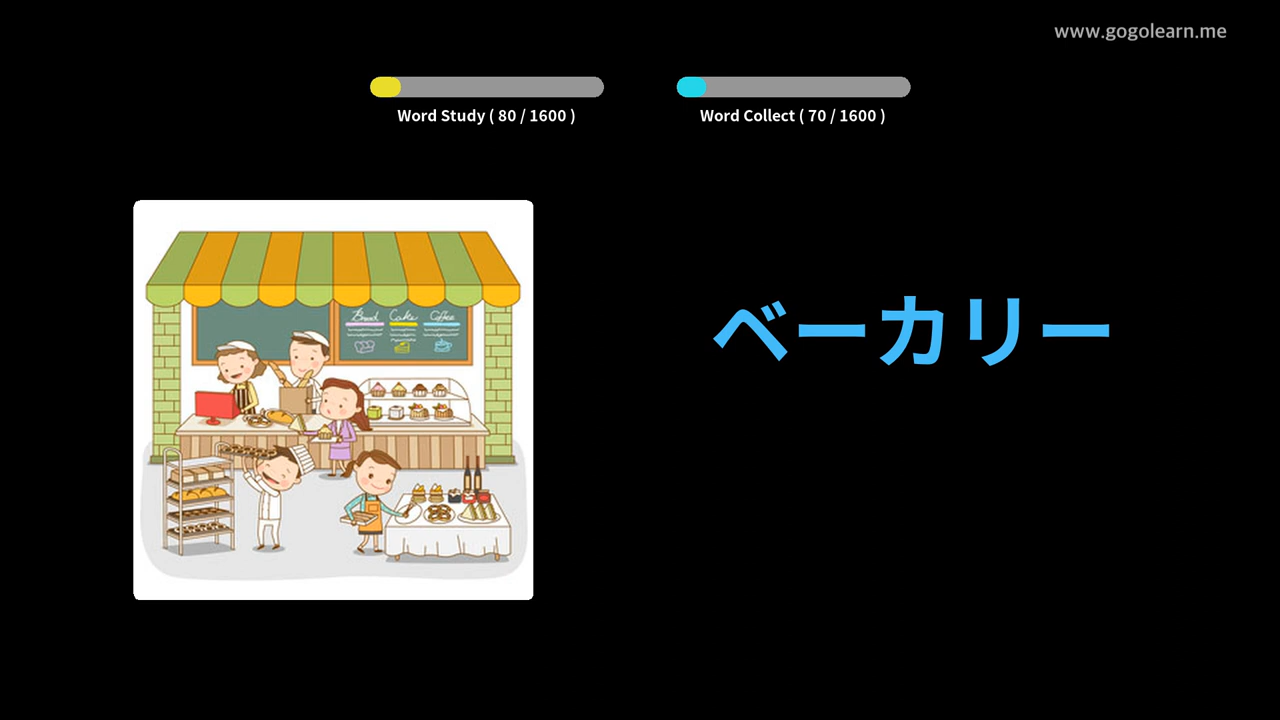 www.gogolearn.me
Word Study ( 80 / 1600 )
Word Collect ( 70 / 1600 )
Bread Cake Coffee
ベーカリー